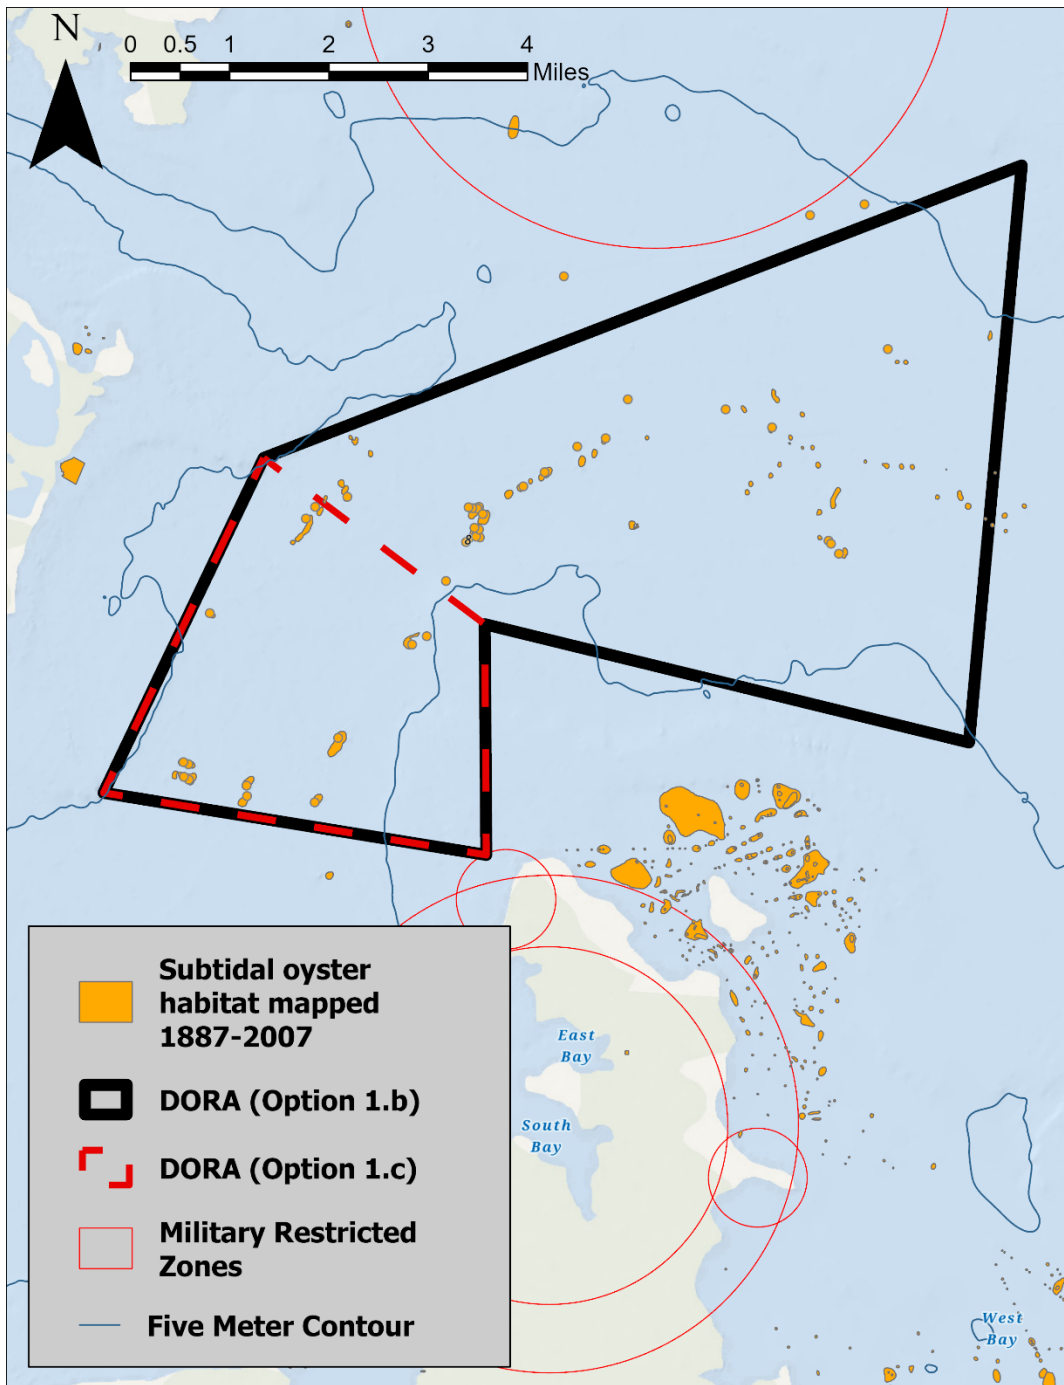 N
0 0.5 1 2 3 4
Miles
8
East
Bay
South
Bay
West
Bay
Subtidal oyster
habitat mapped
1887-2007
DORA (Option 1.b)
DORA (Option 1.c)
Military Restricted
Zones
Five Meter Contour